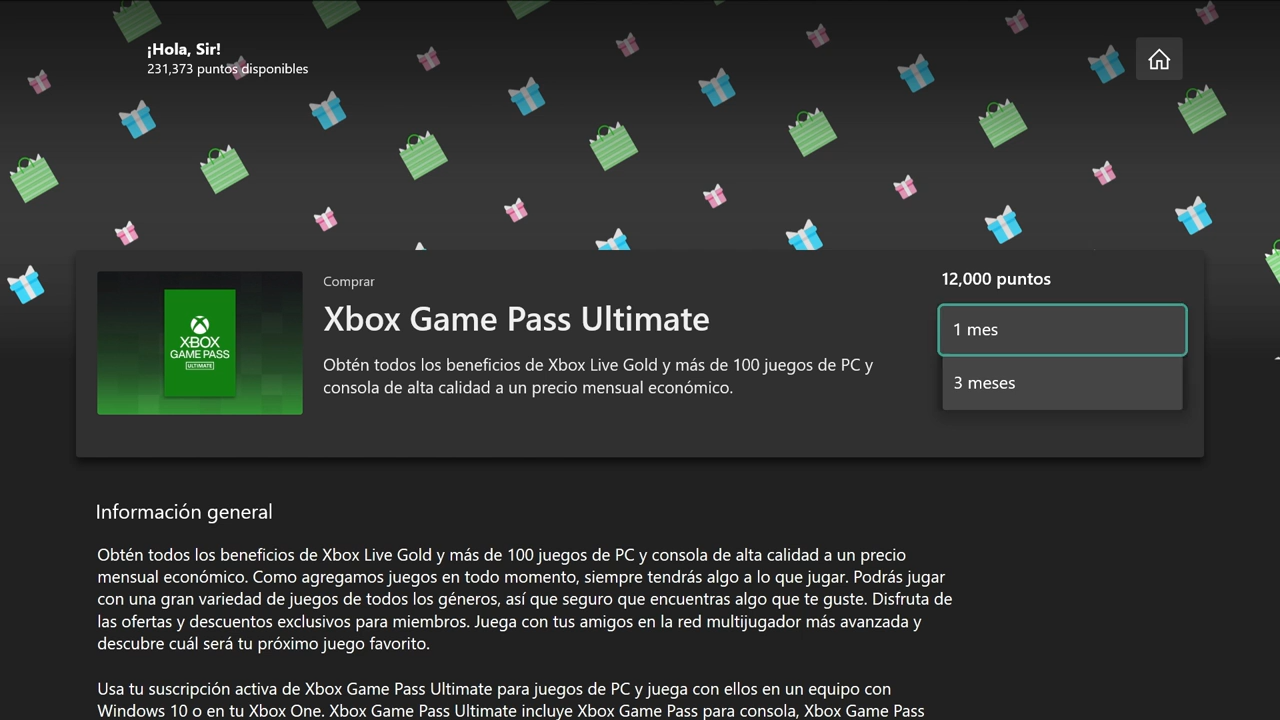 ¡Hola, Sir!
231,373 puntos disponibles
XBOX
GAME PASS
ULTIMATE
Comprar
Xbox Game Pass Ultimate
Obtén todos los beneficios de Xbox Live Gold y más de 100 juegos de PC y
consola de alta calidad a un precio mensual económico.
12,000 puntos
1 mes
3 meses
Información general
Obtén todos los beneficios de Xbox Live Gold y más de 100 juegos de PC y consola de alta calidad a un precio
mensual económico. Como agregamos juegos en todo momento, siempre tendrás algo a lo que jugar. Podrás jugar
con una gran variedad de juegos de todos los géneros, así que seguro que encuentras algo que te guste. Disfruta de
las ofertas y descuentos exclusivos para miembros. Juega con tus amigos en la red multijugador más avanzada y
descubre cuál será tu próximo juego favorito.
Usa tu suscripción activa de Xbox Game Pass Ultimate para juegos de PC y juega con ellos en un equipo con
Windows 10 o en tu Xbox One. Xbox Game Pass Ultimate incluye Xbox Game Pass para consola, Xbox Game Pass